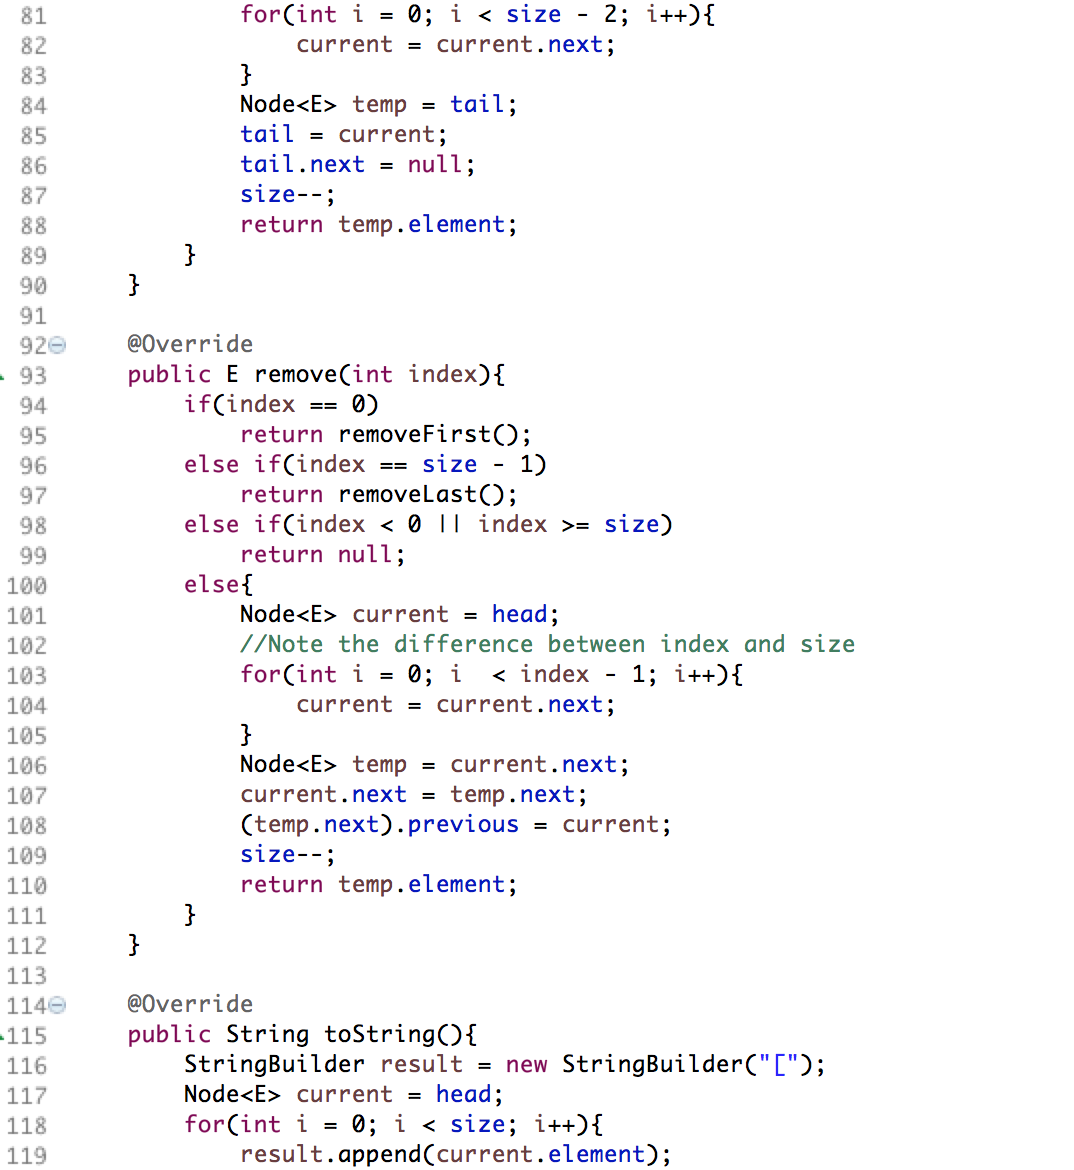 81 for(int i = 0; i < size - 2; i++){
82 current = current.next;
83 }
84 Node<E> temp = tail;
85 tail = current;
86 tail.next = null;
87 size--;
88 return temp.element;
89 }
90 }
91
92 @Override
93 public E remove(int index){
94 if(index == 0)
95 return removeFirst();
96 else if(index == size - 1)
97 return removeLast();
98 else if(index < 0 || index >= size)
99 return null;
100 else{
101 Node<E> current = head;
102 //Note the difference between index and size
103 for(int i = 0; i  < index - 1; i++){
104 current = current.next;
105 }
106 Node<E> temp = current.next;
107 current.next = temp.next;
108 (temp.next).previous = current;
109 size--;
110 return temp.element;
111 }
112 }
113
114 @Override
115 public String toString(){
116 StringBuilder result = new StringBuilder("[");
117 Node<E> current = head;
118 for(int i = 0; i < size; i++){
119 result.append(current.element);